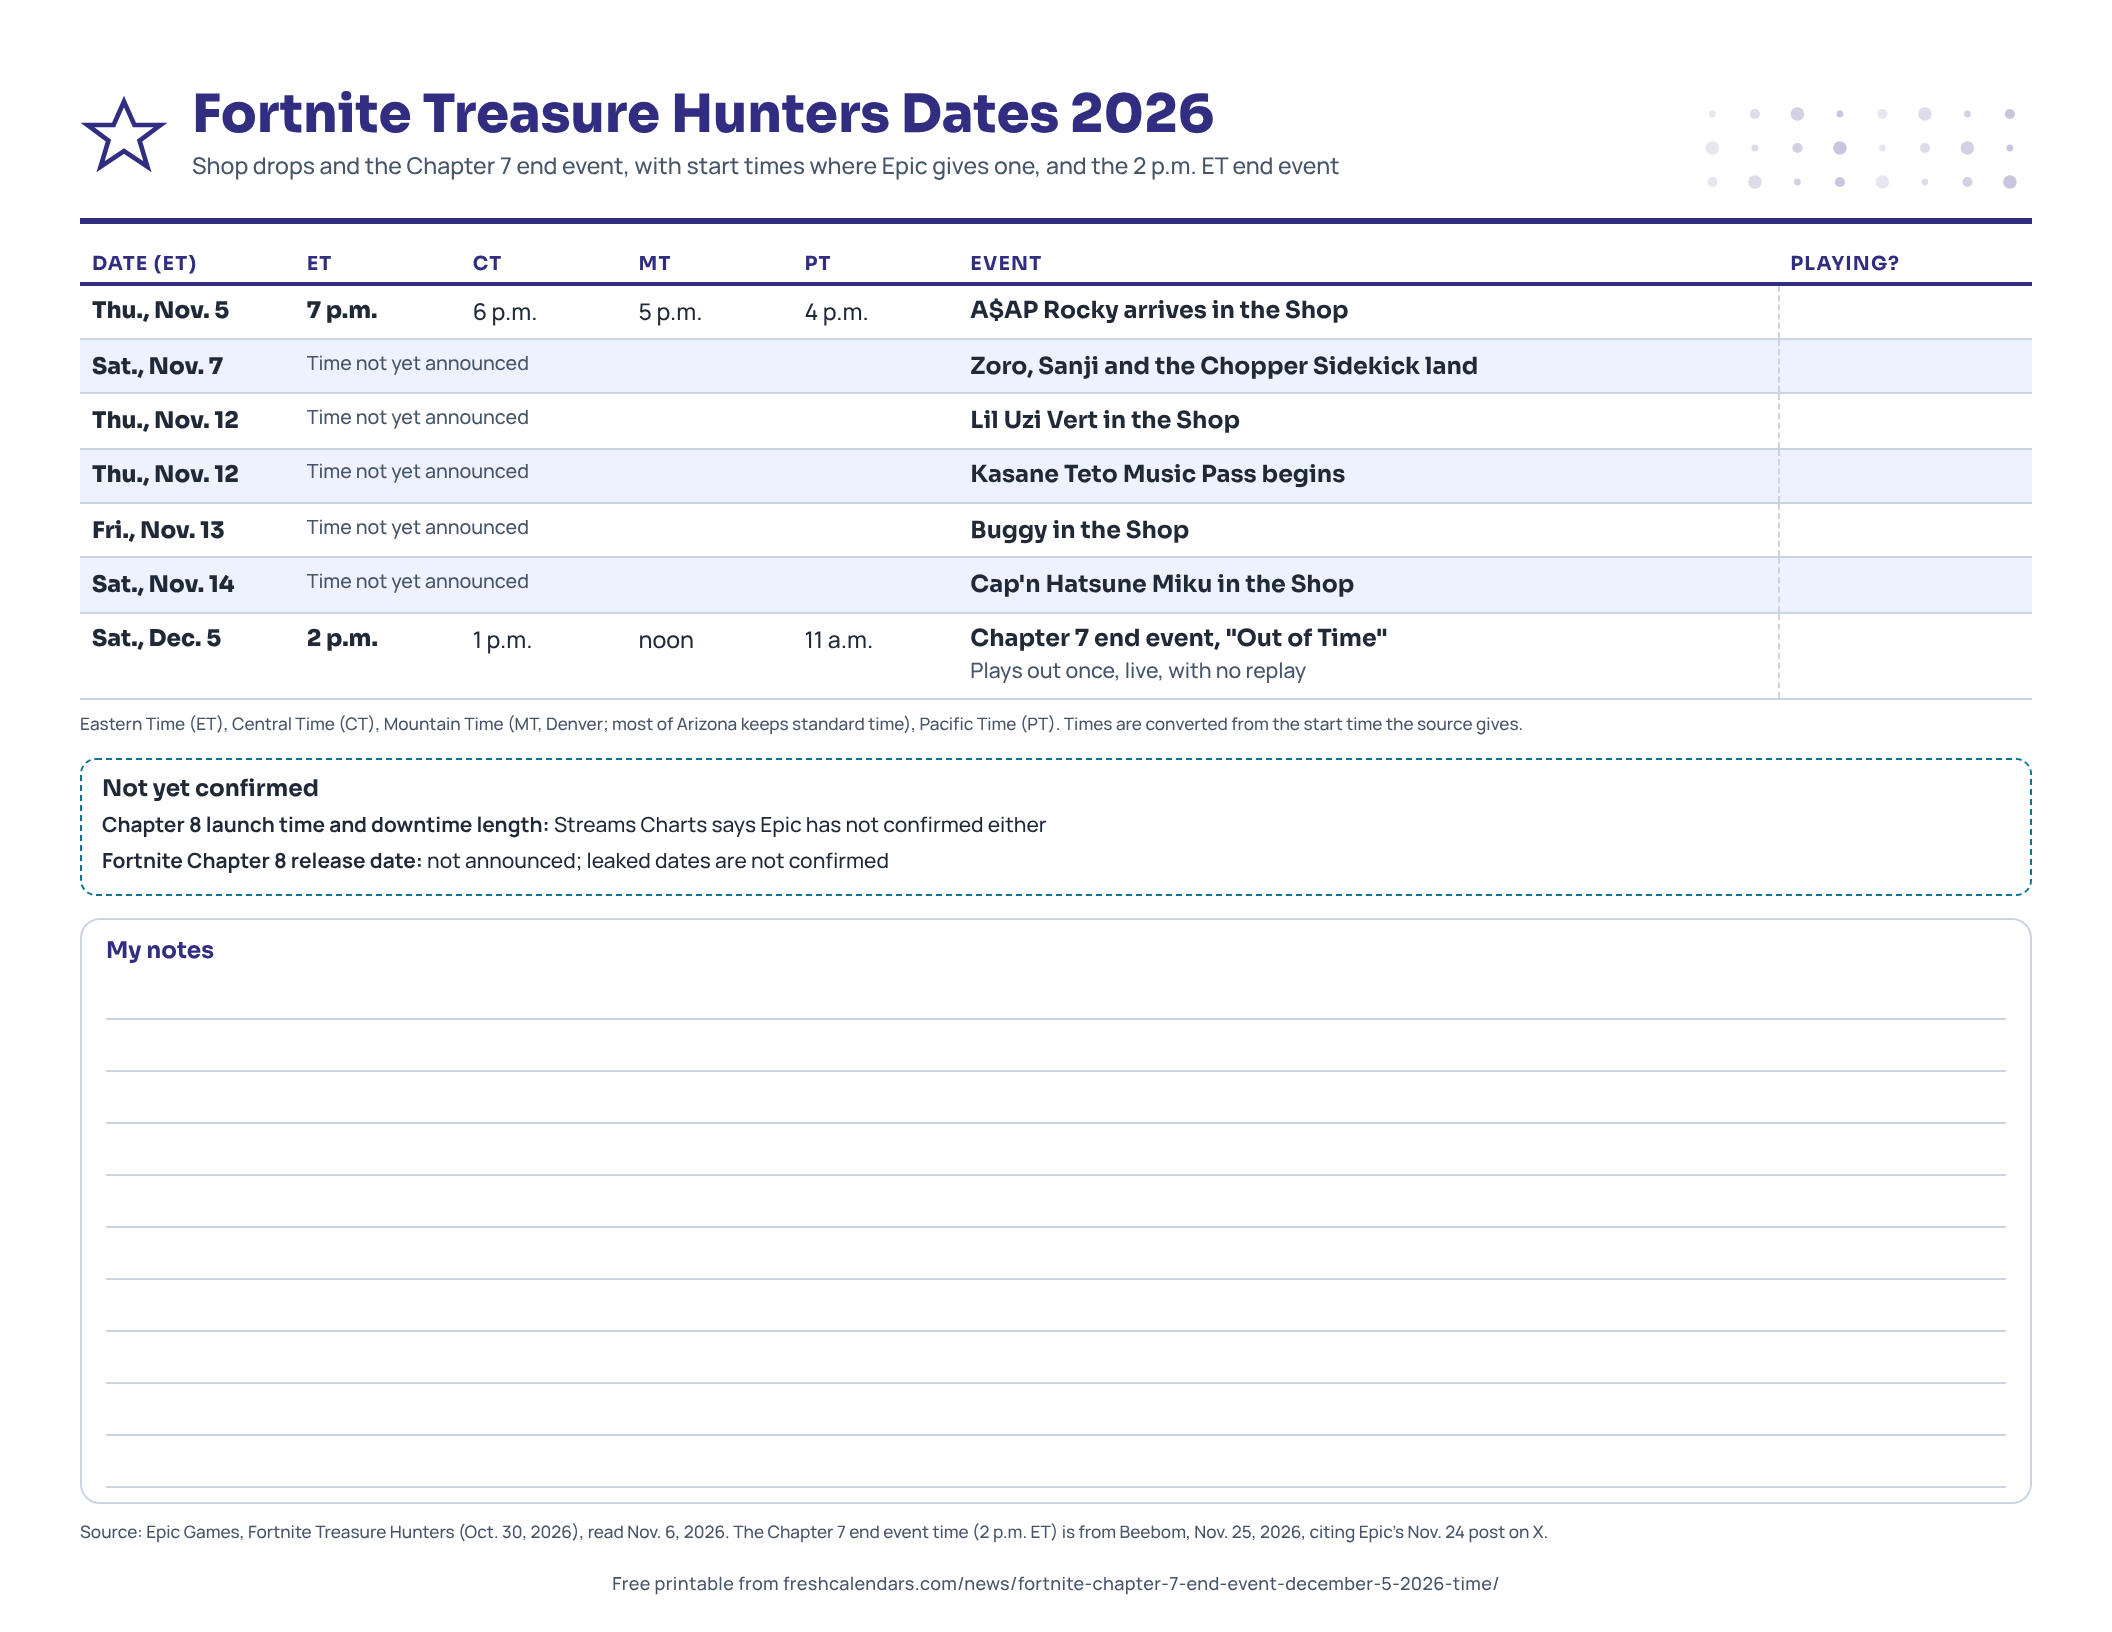 Fortnite Treasure Hunters Dates 2026
Shop drops and the Chapter 7 end event, with start times where Epic gives one, and the 2 p.m. ET end event
DATE (ET) ET CT MT PT EVENT PLAYING?
Thu., Nov. 5 7 p.m. 6 p.m. 5 p.m. 4 p.m. A$AP Rocky arrives in the Shop
Sat., Nov. 7 Time not yet announced Zoro, Sanji and the Chopper Sidekick land
Thu., Nov. 12 Time not yet announced Lil Uzi Vert in the Shop
Thu., Nov. 12 Time not yet announced Kasane Teto Music Pass begins
Fri., Nov. 13 Time not yet announced Buggy in the Shop
Sat., Nov. 14 Time not yet announced Cap'n Hatsune Miku in the Shop
Sat., Dec. 5 2 p.m. 1 p.m. noon 11 a.m. Chapter 7 end event, "Out of Time"
Plays out once, live, with no replay
Eastern Time (ET), Central Time (CT), Mountain Time (MT, Denver; most of Arizona keeps standard time), Pacific Time (PT). Times are converted from the start time the source gives.
Not yet confirmed
Chapter 8 launch time and downtime length: Streams Charts says Epic has not confirmed either
Fortnite Chapter 8 release date: not announced; leaked dates are not confirmed
My notes
Source: Epic Games, Fortnite Treasure Hunters (Oct. 30, 2026), read Nov. 6, 2026. The Chapter 7 end event time (2 p.m. ET) is from Beebom, Nov. 25, 2026, citing Epic's Nov. 24 post on X.
Free printable from freshcalendars.com/news/fortnite-chapter-7-end-event-december-5-2026-time/